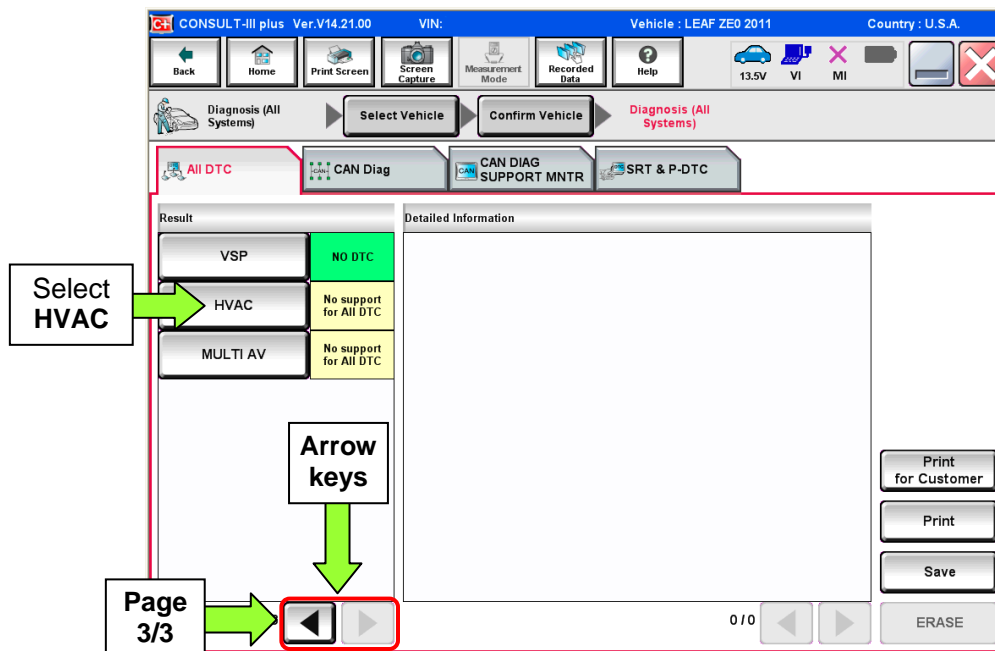 CONSULT-III plus Ver.V14.21.00 VIN: Vehicle : LEAF ZE0 2011 Country : U.S.A.
Back
Home
Print Screen
Screen
Capture
Measurement
Mode
Recorded
Data
Help
13.5V
VI
MI
Diagnosis (All
Systems)
Select Vehicle
Confirm Vehicle
Diagnosis (All
Systems)
All DTC
CAN
CAN Diag
CAN
CAN DIAG
SUPPORT MNTR
SRT & P-DTC
Result
Detailed Information
VSP
NO DTC
Select
HVAC
HVAC
No support
for All DTC
MULTI AV
No support
for All DTC
Arrow
keys
Print
for Customer
Print
Save
Page
3/3
0/0
ERASE